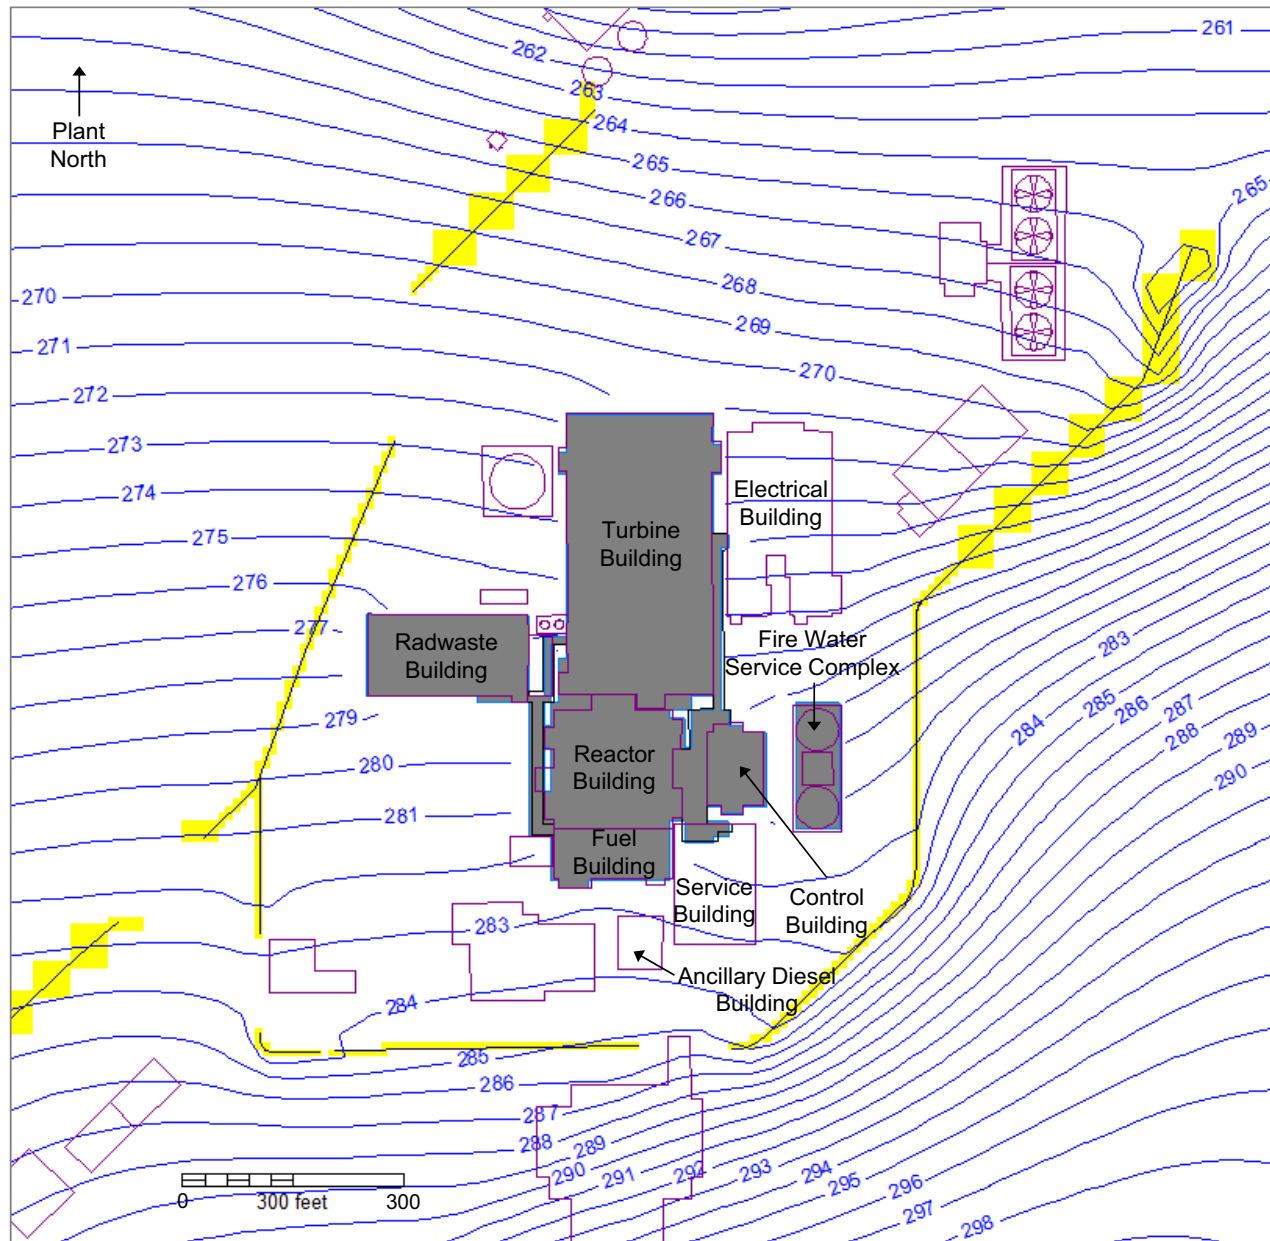 261
262
Plant
North
263
264
265
265
266
267
268
270
269
271
270
272
273
274
Electrical
Building
Turbine
Building
275
276
277
Radwaste
Building
Fire Water
Service Complex
283
279
284
285
286
287
288
289
290
Reactor
Building
280
281
Fuel
Building
Service
Building
Control
Building
283
Ancillary Diesel
Building
284
285
286
287
288
289
290
291
292
293
294
295
296
297
298
0
300 feet
300